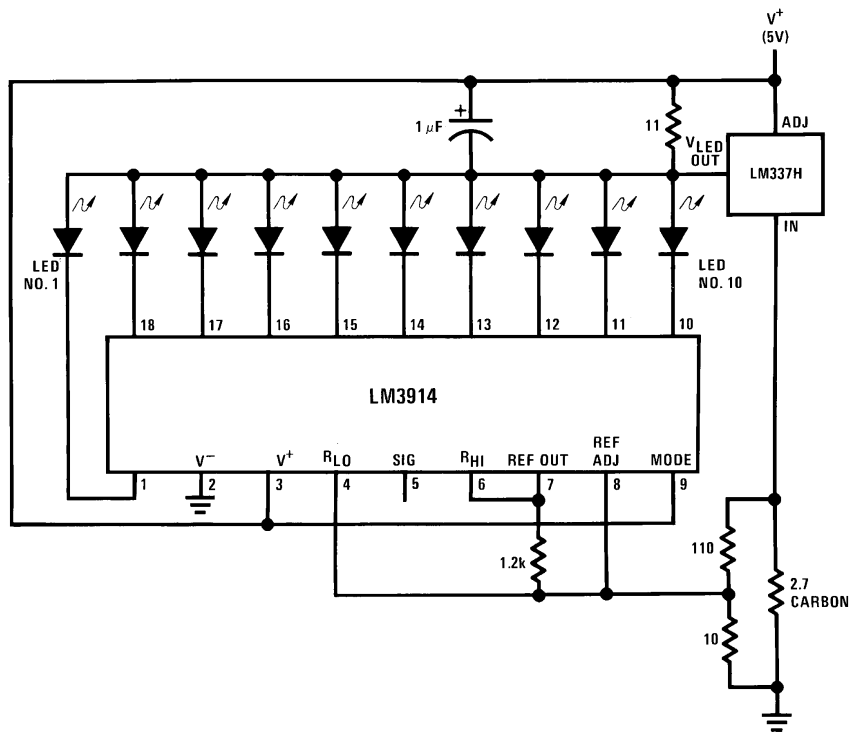 V+
(5V)
+
1 μF
11
VLED
OUT
ADJ
LM337H
IN
LED
NO. 1
LED
NO. 10
18
17
16
15
14
13
12
11
10
LM3914
V−
V+
RLO
SIG
RHI
REF OUT
REF
ADJ
MODE
1
2
3
4
5
6
7
8
9
1.2k
110
10
2.7
CARBON